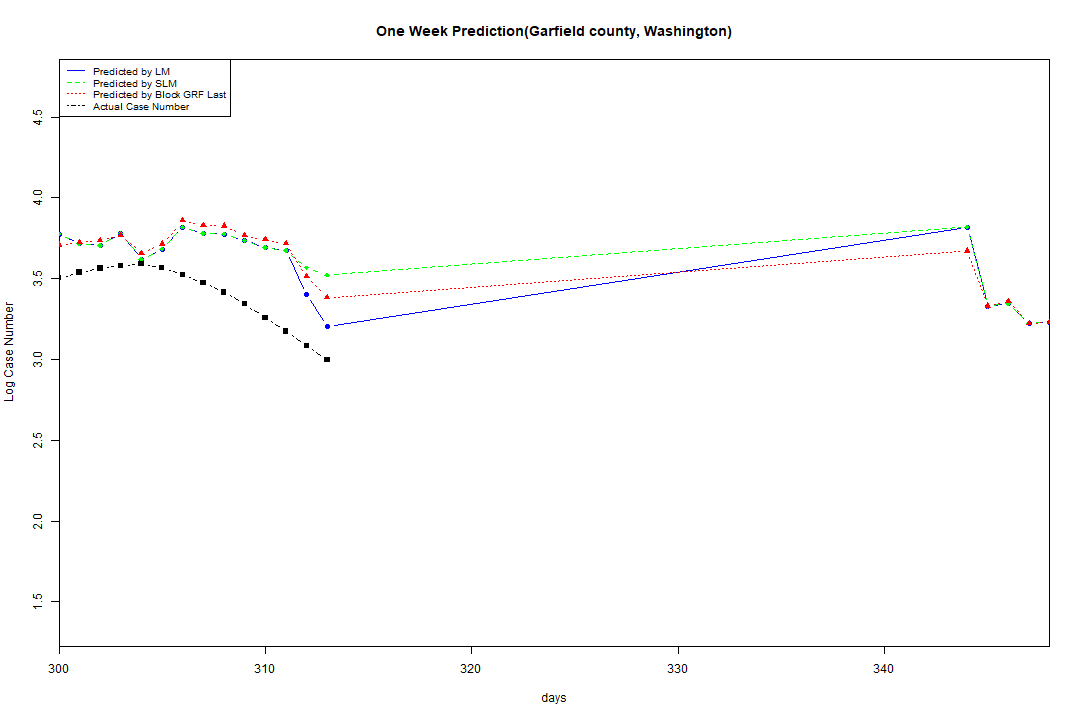 One Week Prediction(Garfield county, Washington)
Predicted by LM
Predicted by SLM
Predicted by Block GRF Last
Actual Case Number
Log Case Number
4.5
4.0
3.5
3.0
2.5
2.0
1.5
300 310 320 330 340
days